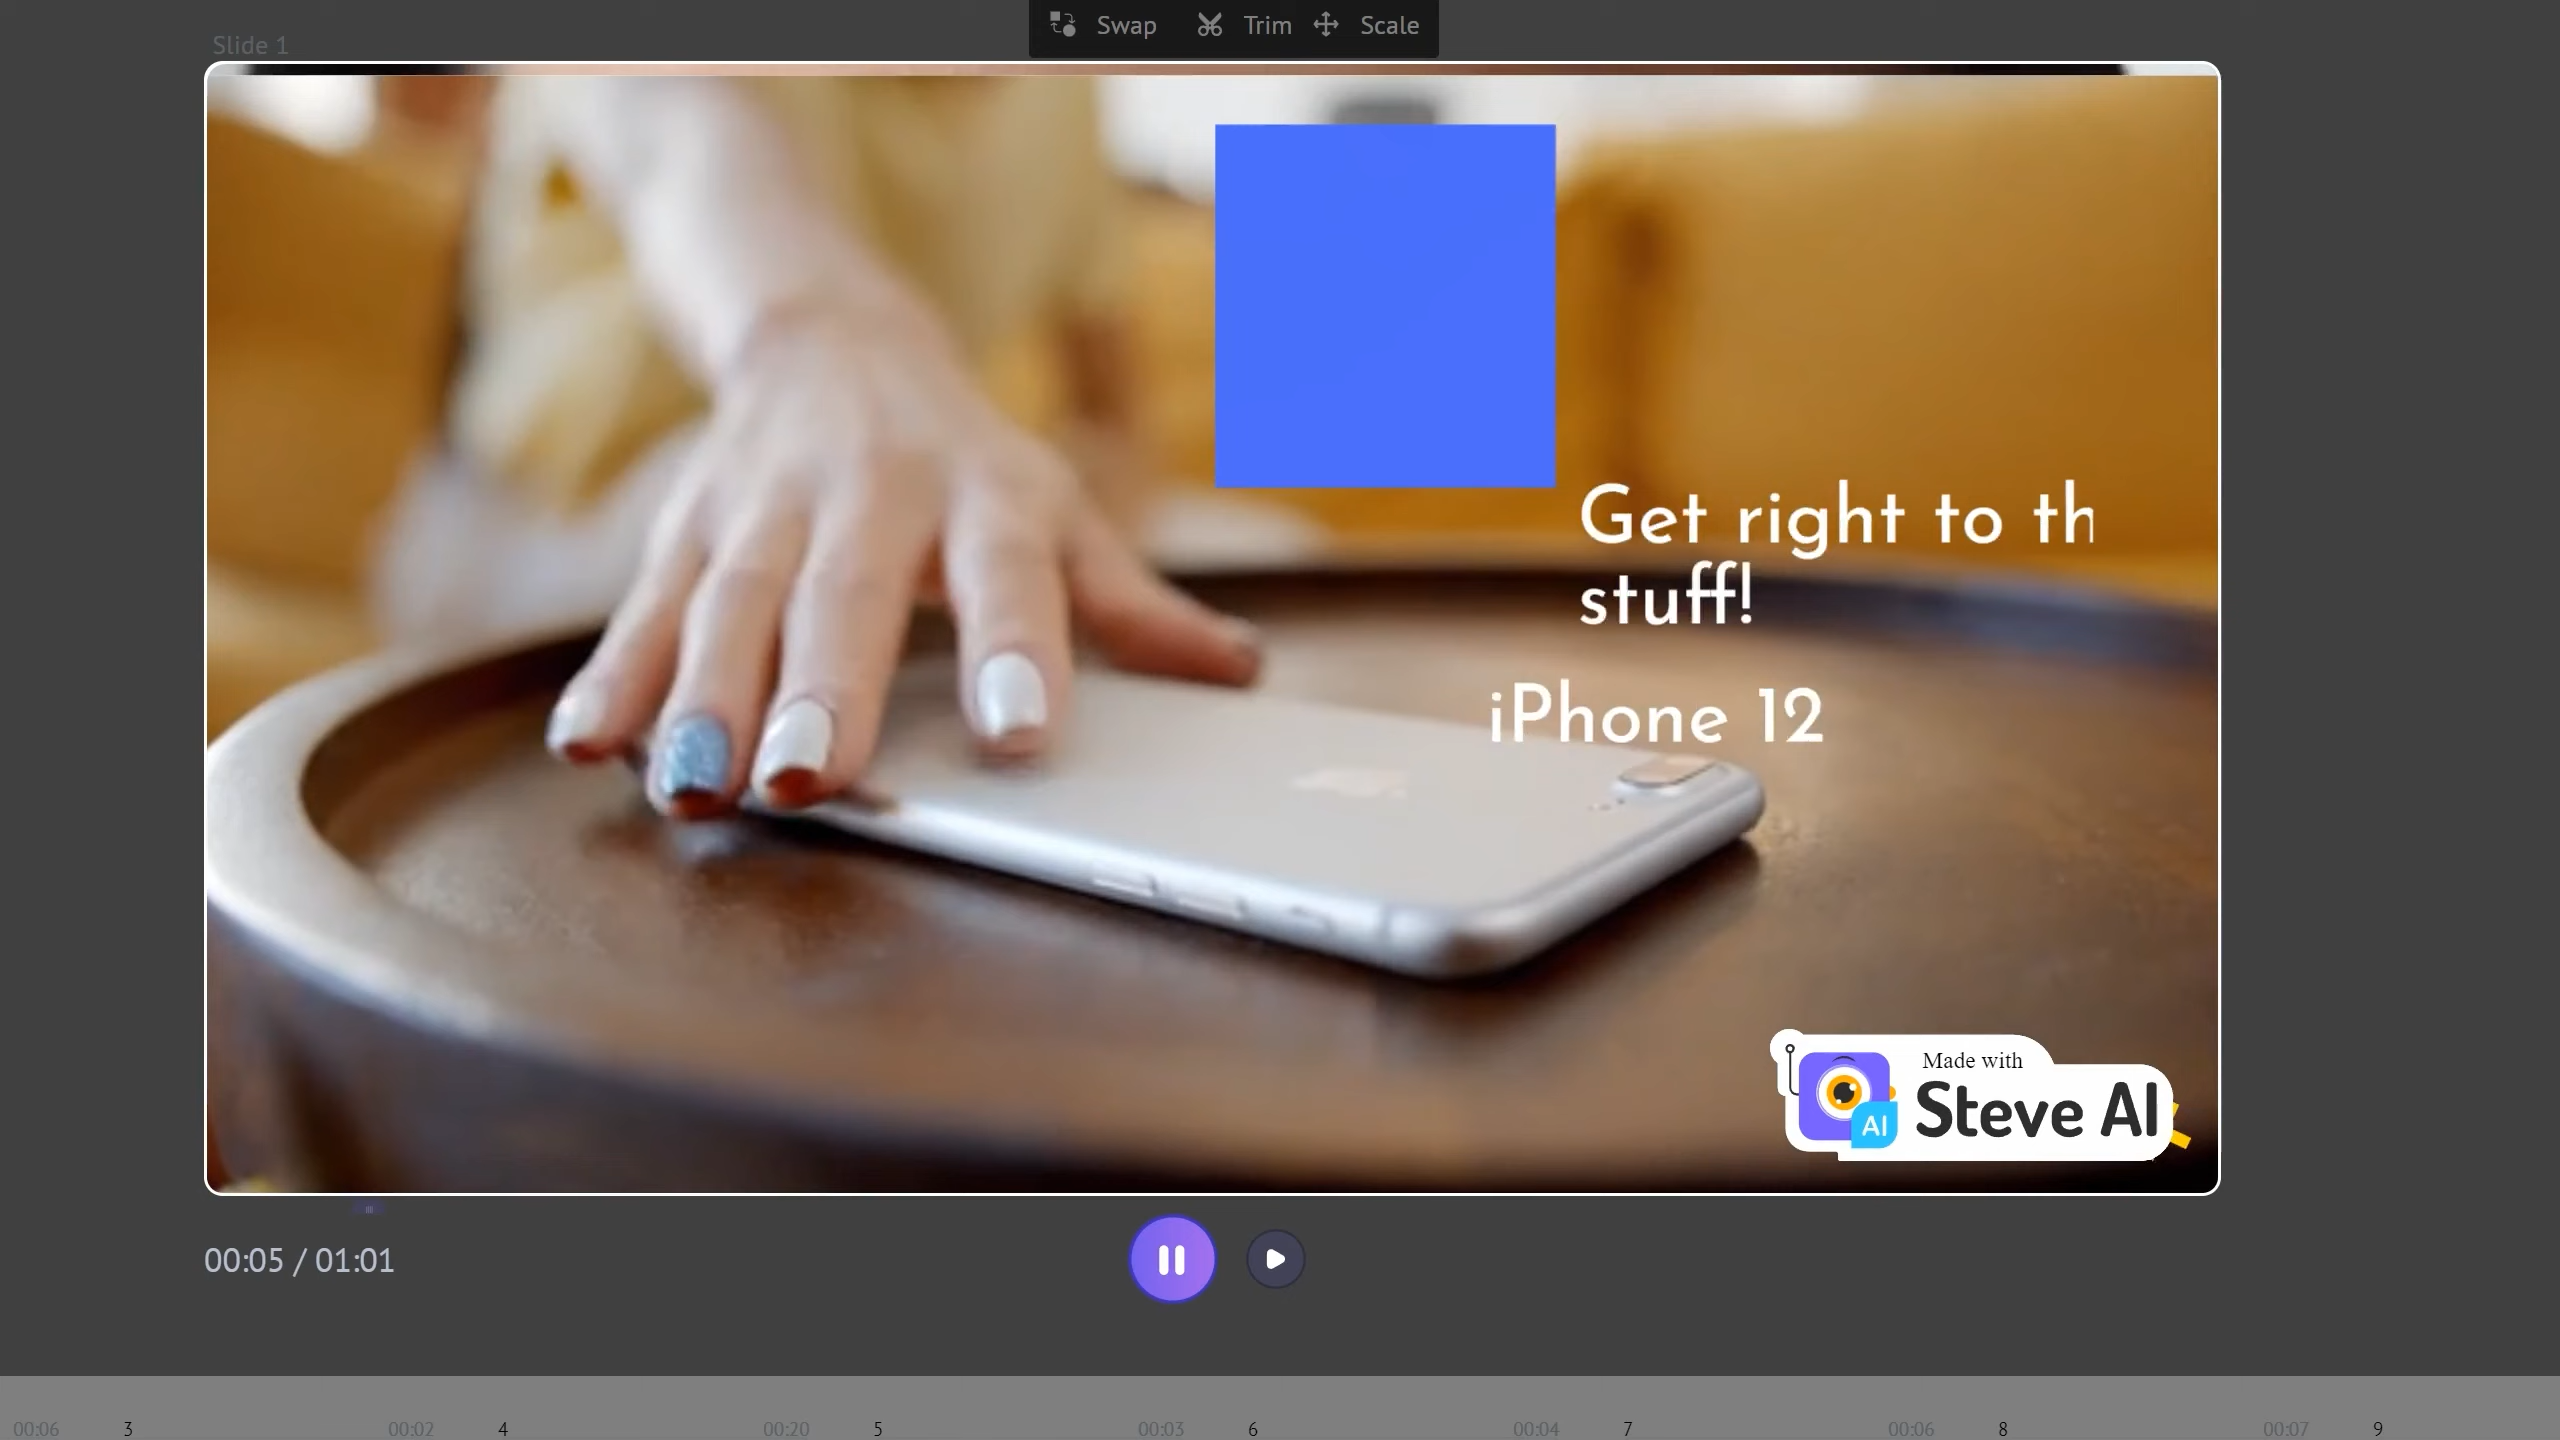 Swap Trim Scale
Slide 1
Get right to th
stuff!
iPhone 12
Made with
Steve AI
AI
00:05 / 01:01
00:06 3 00:02 4 00:20 5 00:03 6 00:04 7 00:06 8 00:07 9